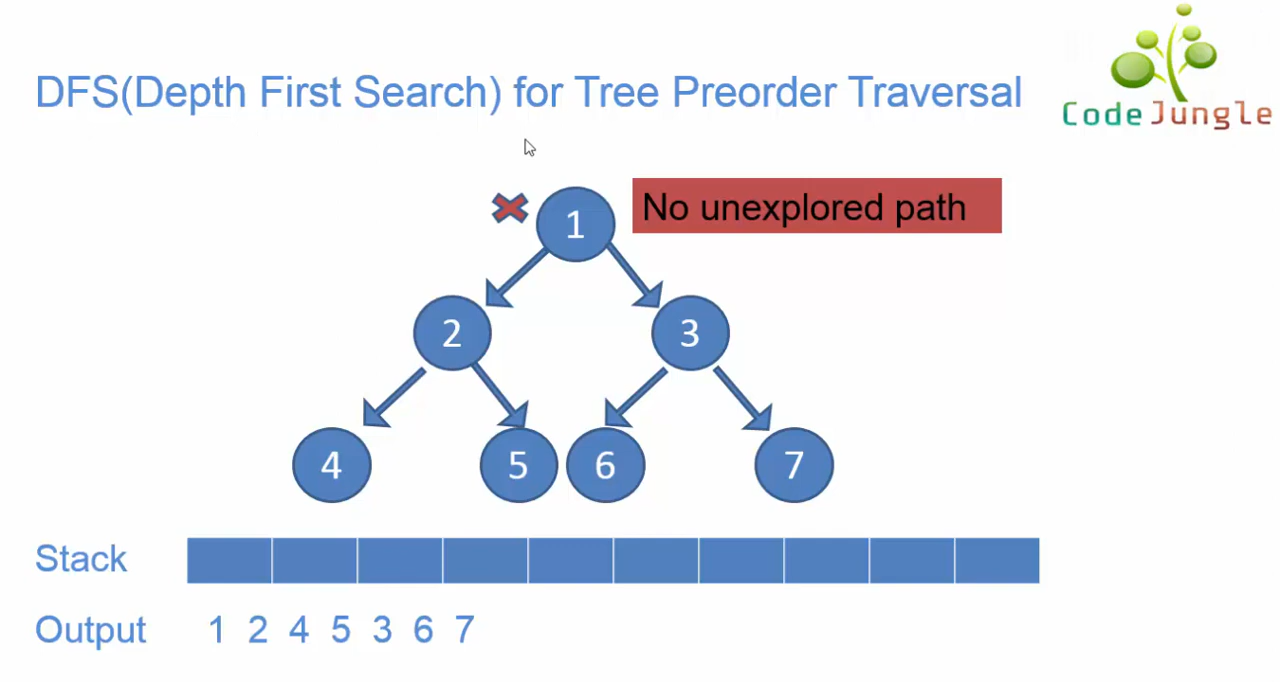 CodeJungle
DFS(Depth First Search) for Tree Preorder Traversal
1
No unexplored path
2 3
4 5 6 7
Stack
Output 1 2 4 5 3 6 7